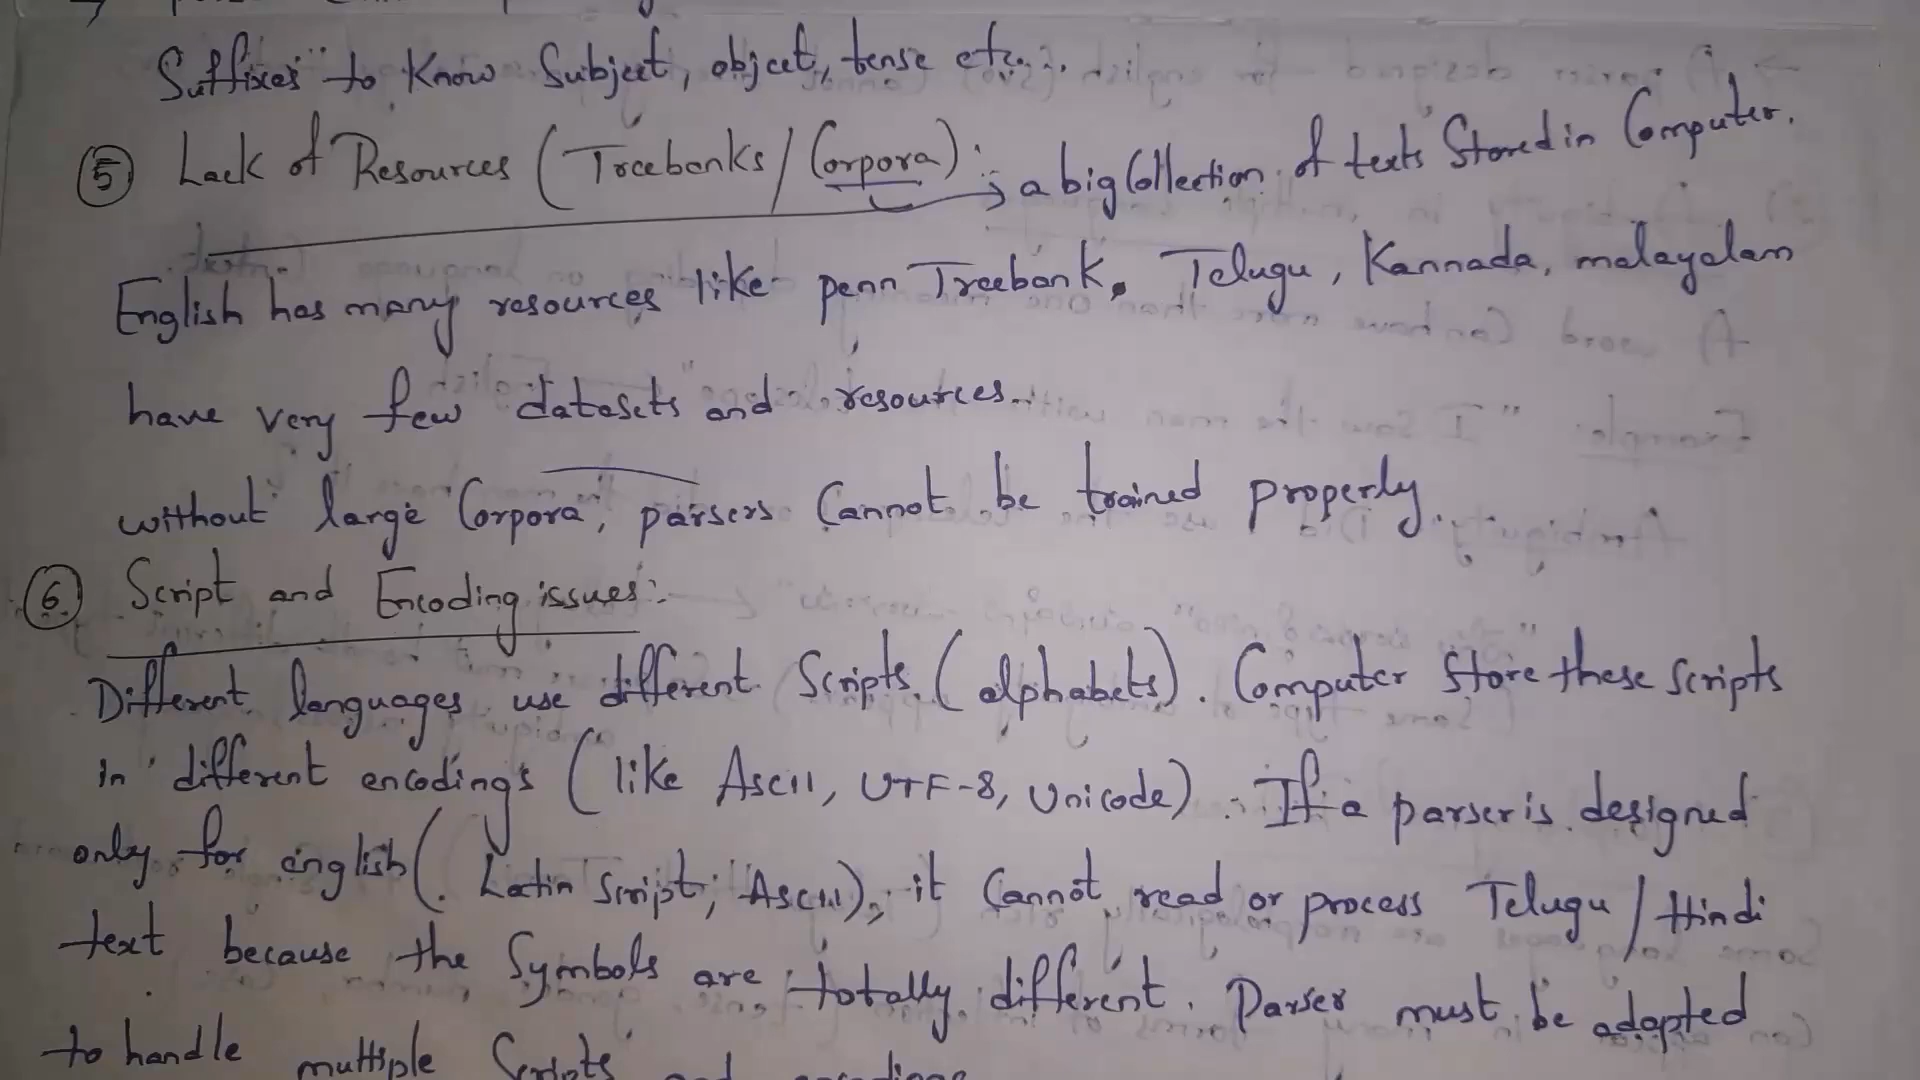 Suffixes to know Subject, object, tense etc.
⑤ Lack of Resources (Treebanks/Corpora): → a big Collection of texts Stored in Computer.
English has many resources like penn Treebank. Telugu, Kannada, malayalam
have very few datasets and resources.
without large Corpora, parsers Cannot be trained properly.
⑥ Script and Encoding issues:-
Different languages use different Scripts (alphabets). Computer Store these Scripts
in different encodings (like Ascii, UTF-8, Unicode). If a parser is designed
only for english (Latin Script; Ascii), it Cannot read or process Telugu/Hindi
text because the Symbols are totally different. Parser must be adapted
to handle multiple Scripts and encodings